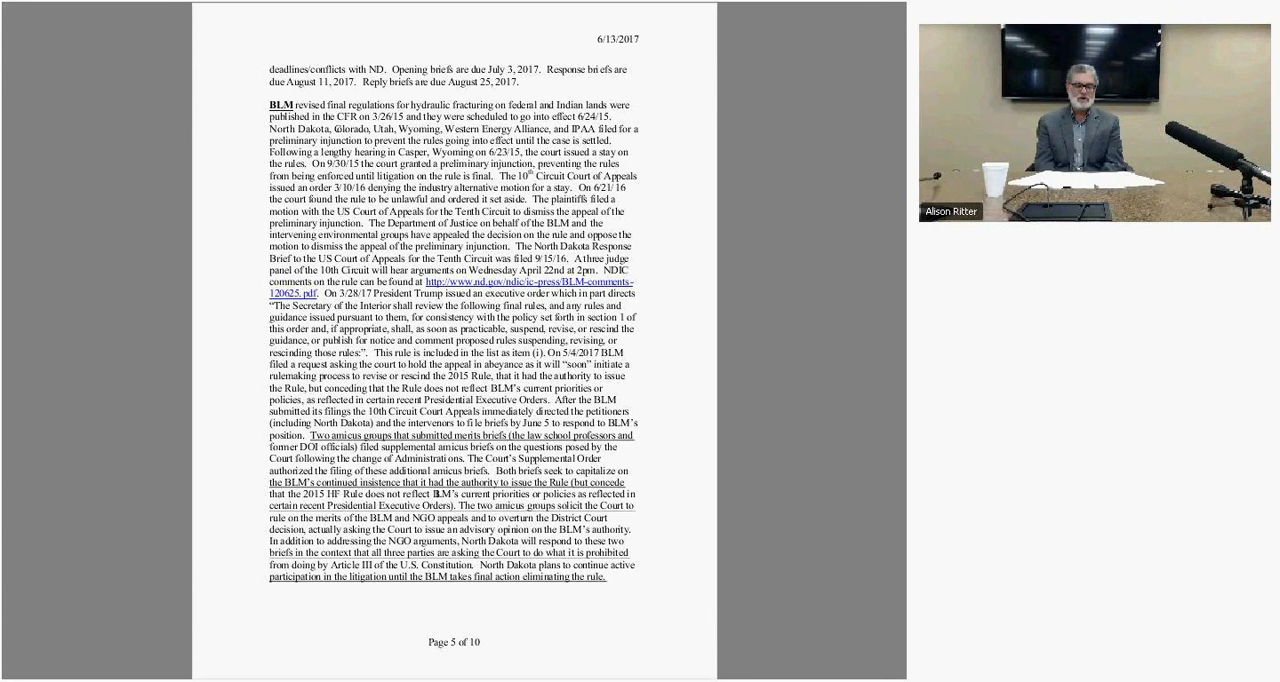 6/13/2017
deadlines/conflicts with ND. Opening briefs are due July 3, 2017. Response briefs are
due August 11, 2017. Reply briefs are due August 25, 2017.
BLM revised final regulations for hydraulic fracturing on federal and Indian lands were
published in the CFR on 3/26/15 and they were scheduled to go into effect 6/24/15.
North Dakota, Colorado, Utah, Wyoming, Western Energy Alliance, and IPAA filed for a
preliminary injunction to prevent the rules going into effect until the case is settled.
Following a lengthy hearing in Casper, Wyoming on 6/23/15, the court issued a stay on
the rules. On 9/30/15 the court granted a preliminary injunction, preventing the rules
from being enforced until litigation on the rule is final. The 10th Circuit Court of Appeals
issued an order 3/10/16 denying the industry alternative motion for a stay. On 6/21/16
the court found the rule to be unlawful and ordered it set aside. The plaintiffs filed a
motion with the US Court of Appeals for the Tenth Circuit to dismiss the appeal of the
preliminary injunction. The Department of Justice on behalf of the BLM and the
intervening environmental groups have appealed the decision on the rule and oppose the
motion to dismiss the appeal of the preliminary injunction. The North Dakota Response
Brief to the US Court of Appeals for the Tenth Circuit was filed 9/15/16. A three judge
panel of the 10th Circuit will hear arguments on Wednesday April 22nd at 2pm. NDIC
comments on the rule can be found at http://www.nd.gov/ndic/ic-press/BLM-comments-
120625.pdf. On 3/28/17 President Trump issued an executive order which in part directs
“The Secretary of the Interior shall review the following final rules, and any rules and
guidance issued pursuant to them, for consistency with the policy set forth in section 1 of
this order and, if appropriate, shall, as soon as practicable, suspend, revise, or rescind the
guidance, or publish for notice and comment proposed rules suspending, revising, or
rescinding those rules:”. This rule is included in the list as item (i). On 5/4/2017 BLM
filed a request asking the court to hold the appeal in abeyance as it will “soon” initiate a
rulemaking process to revise or rescind the 2015 Rule, that it had the authority to issue
the Rule, but conceding that the Rule does not reflect BLM’s current priorities or
policies, as reflected in certain recent Presidential Executive Orders. After the BLM
submitted its filings the 10th Circuit Court Appeals immediately directed the petitioners
(including North Dakota) and the intervenors to file briefs by June 5 to respond to BLM’s
position. Two amicus groups that submitted merits briefs (the law school professors and
former DOI officials) filed supplemental amicus briefs on the questions posed by the
Court following the change of Administrations. The Court’s Supplemental Order
authorized the filing of these additional amicus briefs. Both briefs seek to capitalize on
the BLM’s continued insistence that it had the authority to issue the Rule (but concede
that the 2015 HF Rule does not reflect BLM’s current priorities or policies as reflected in
certain recent Presidential Executive Orders). The two amicus groups solicit the Court to
rule on the merits of the BLM and NGO appeals and to overturn the District Court
decision, actually asking the Court to issue an advisory opinion on the BLM’s authority.
In addition to addressing the NGO arguments, North Dakota will respond to these two
briefs in the context that all three parties are asking the Court to do what it is prohibited
from doing by Article III of the U.S. Constitution. North Dakota plans to continue active
participation in the litigation until the BLM takes final action eliminating the rule.
Page 5 of 10
Alison Ritter